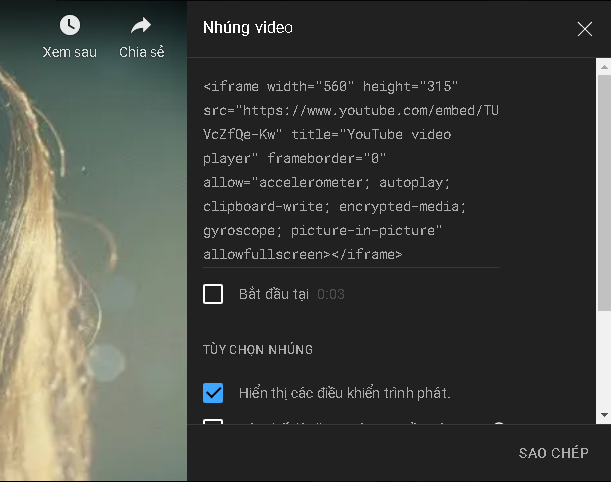 Xem sau
Chia sẻ
Nhúng video
<iframe width="560" height="315"
src="https://www.youtube.com/embed/TU
VcZfQe-Kw" title="YouTube video
player" frameborder="0"
allow="accelerometer; autoplay;
clipboard-write; encrypted-media;
gyroscope; picture-in-picture"
allowfullscreen></iframe>
Bắt đầu tại 0:03
TÙY CHỌN NHÚNG
Hiển thị các điều khiển trình phát.
SAO CHÉP